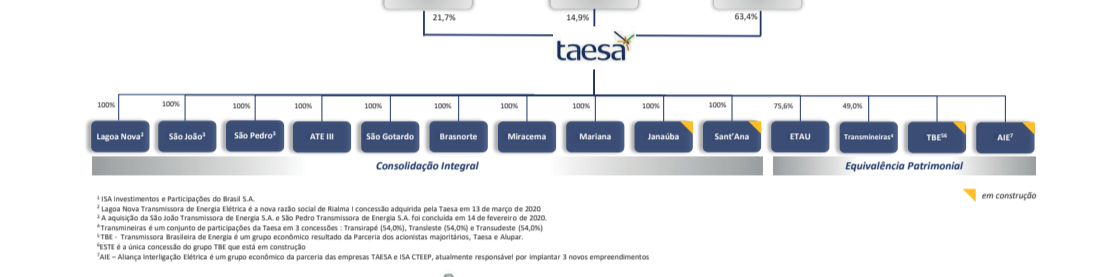 21,7%
14,9%
63,4%
taesa
100%
100%
100%
100%
100%
100%
100%
100%
100%
100%
75,6%
49,0%
Lagoa Nova²
São João³
São Pedro³
ATE III
São Gotardo
Brasnorte
Miracema
Mariana
Janaúba
Sant'Ana
ETAU
Transmineiras⁴
TBE⁵⁶
AIE⁷
Consolidação Integral
Equivalência Patrimonial
em construção
¹ ISA Investimentos e Participações do Brasil S.A.
² Lagoa Nova Transmissora de Energia Elétrica é a nova razão social de Rialma I concessão adquirida pela Taesa em 13 de março de 2020
³ A aquisição da São João Transmissora de Energia S.A. e São Pedro Transmissora de Energia S.A. foi concluída em 14 de fevereiro de 2020.
⁴Transmineiras é um conjunto de participações da Taesa em 3 concessões : Transirapé (54,0%), Transleste (54,0%) e Transudeste (54,0%)
⁵TBE - Transmissora Brasileira de Energia é um grupo econômico resultado da Parceria dos acionistas majoritários, Taesa e Alupar.
⁶ESTE é a única concessão do grupo TBE que está em construção
⁷AIE – Aliança Interligação Elétrica é um grupo econômico da parceria das empresas TAESA e ISA CTEEP, atualmente responsável por implantar 3 novos empreendimentos